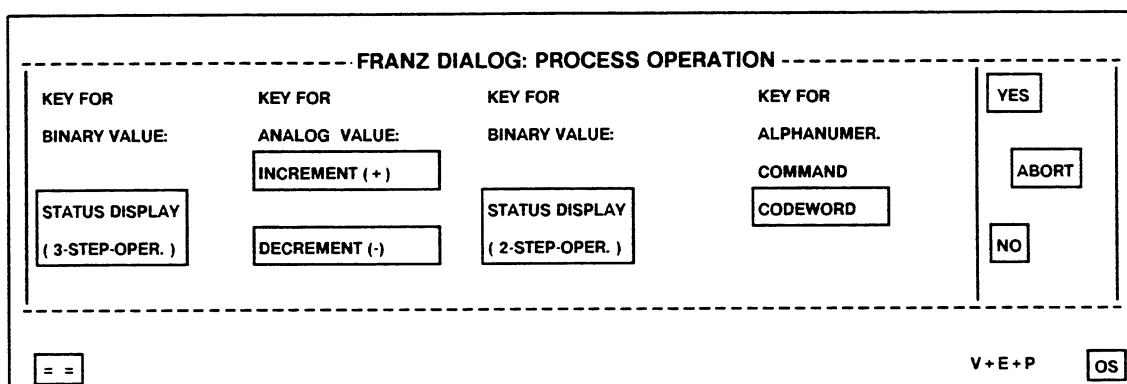 FRANZ DIALOG: PROCESS OPERATION
KEY FOR
BINARY VALUE:
STATUS DISPLAY
( 3-STEP-OPER. )
KEY FOR
ANALOG VALUE:
INCREMENT ( + )
DECREMENT (-)
KEY FOR
BINARY VALUE:
STATUS DISPLAY
( 2-STEP-OPER. )
KEY FOR
ALPHANUMER.
COMMAND
CODEWORD
YES
ABORT
NO
= =
V + E + P
OS